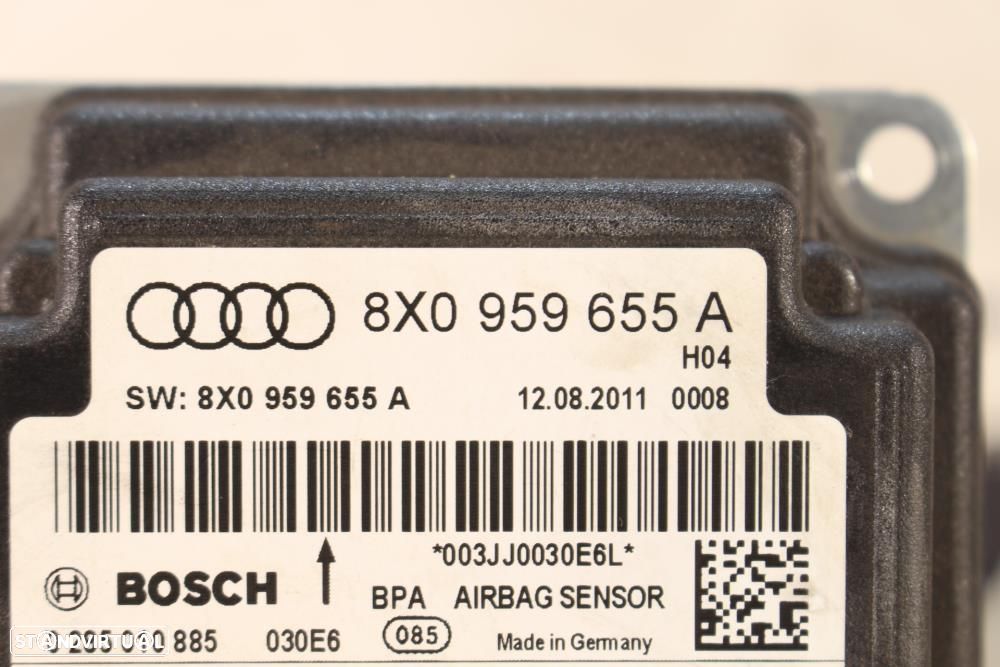 8X0 959 655 A
H04
SW: 8X0 959 655 A 12.08.2011 0008
*003JJ0030E6L*
BOSCH BPA AIRBAG SENSOR
885 030E6 085 Made in Germany
STANDVIRTUAL